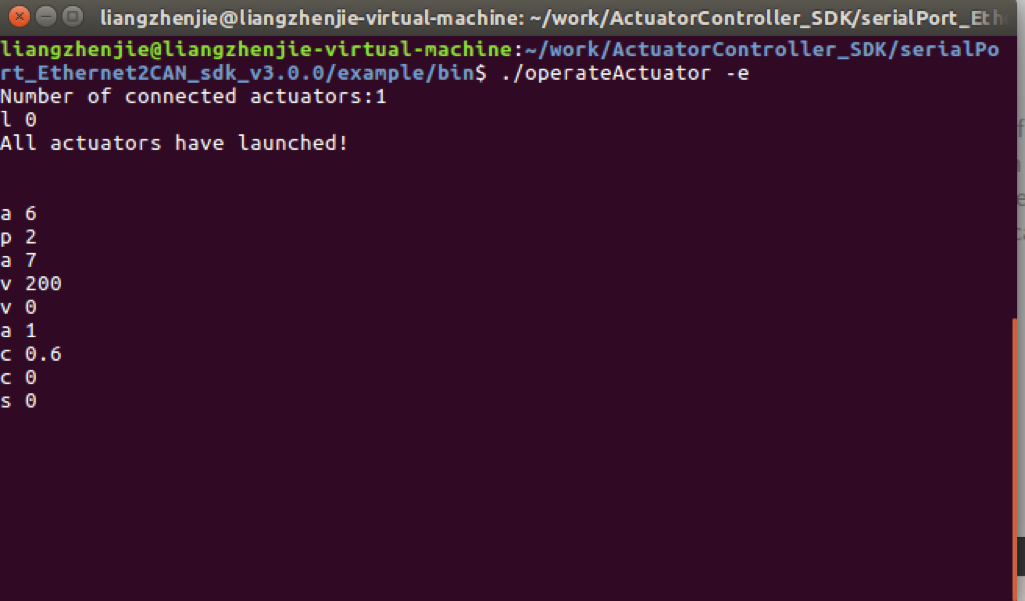 liangzhenjie@liangzhenjie-virtual-machine: ~/work/ActuatorController_SDK/serialPort_Eth
liangzhenjie@liangzhenjie-virtual-machine:~/work/ActuatorController_SDK/serialPo
rt_Ethernet2CAN_sdk_v3.0.0/example/bin$ ./operateActuator -e
Number of connected actuators:1
l 0
All actuators have launched!
a 6
p 2
a 7
v 200
v 0
a 1
c 0.6
c 0
s 0